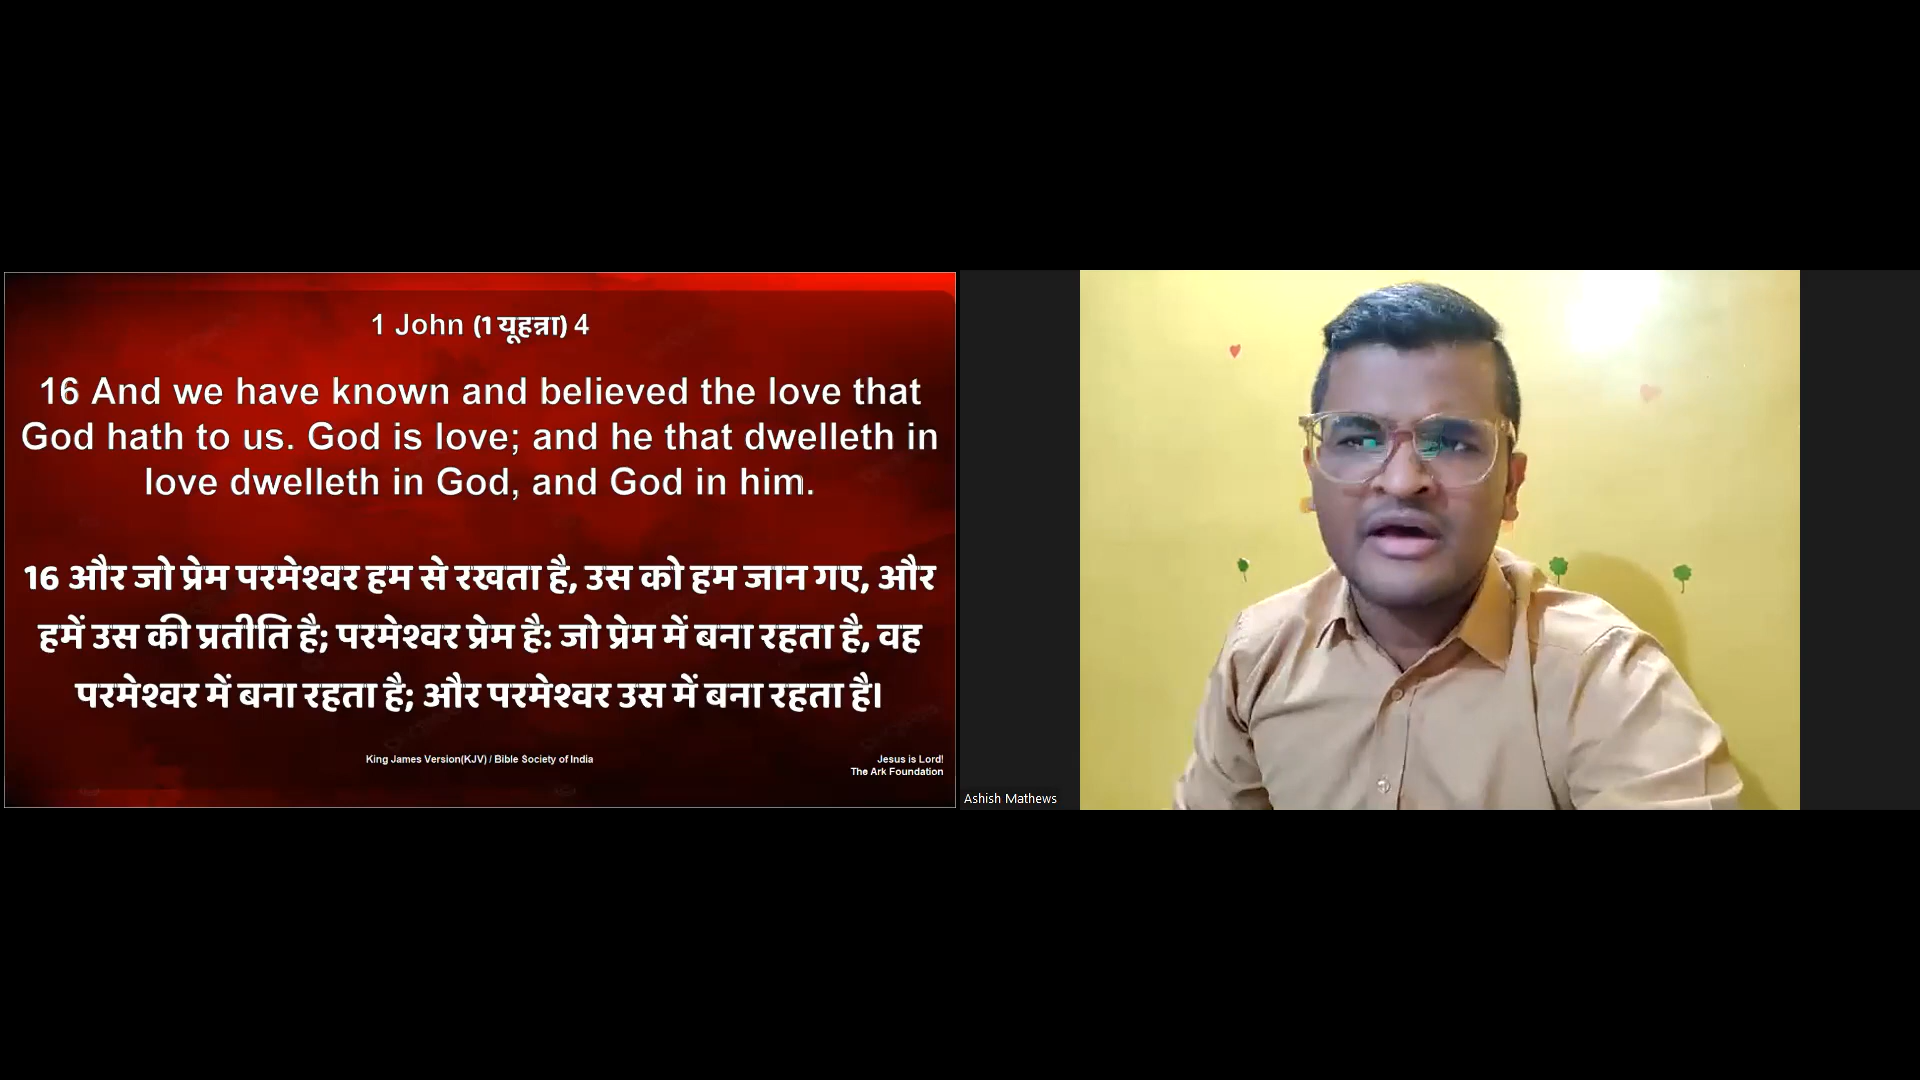 1 John (1 यूहन्ना) 4
16 And we have known and believed the love that
God hath to us. God is love; and he that dwelleth in
love dwelleth in God, and God in him.
16 और जो प्रेम परमेश्वर हम से रखता है, उस को हम जान गए, और
हमें उस की प्रतीति है; परमेश्वर प्रेम है: जो प्रेम में बना रहता है, वह
परमेश्वर में बना रहता है; और परमेश्वर उस में बना रहता है।
King James Version(KJV) / Bible Society of India
Jesus is Lord!
The Ark Foundation
Ashish Mathews